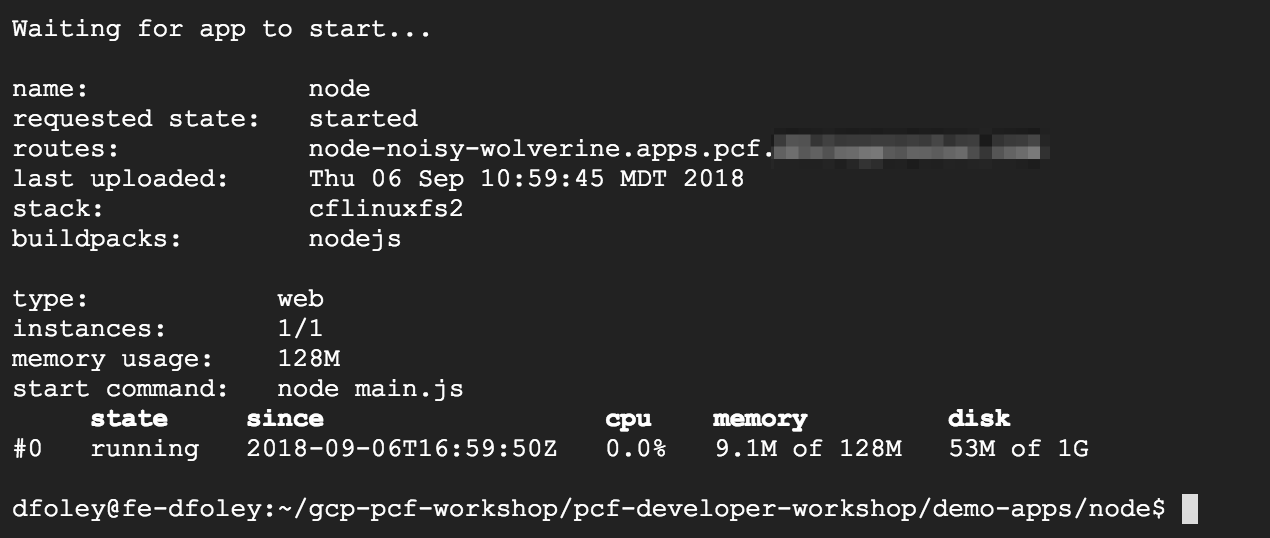 Waiting for app to start...
name: node
requested state: started
routes: node-noisy-wolverine.apps.pcf.
last uploaded: Thu 06 Sep 10:59:45 MDT 2018
stack: cflinuxfs2
buildpacks: nodejs
type: web
instances: 1/1
memory usage: 128M
start command: node main.js
state since cpu memory disk
#0 running 2018-09-06T16:59:50Z 0.0% 9.1M of 128M 53M of 1G
dfoley@fe-dfoley:~/gcp-pcf-workshop/pcf-developer-workshop/demo-apps/node$